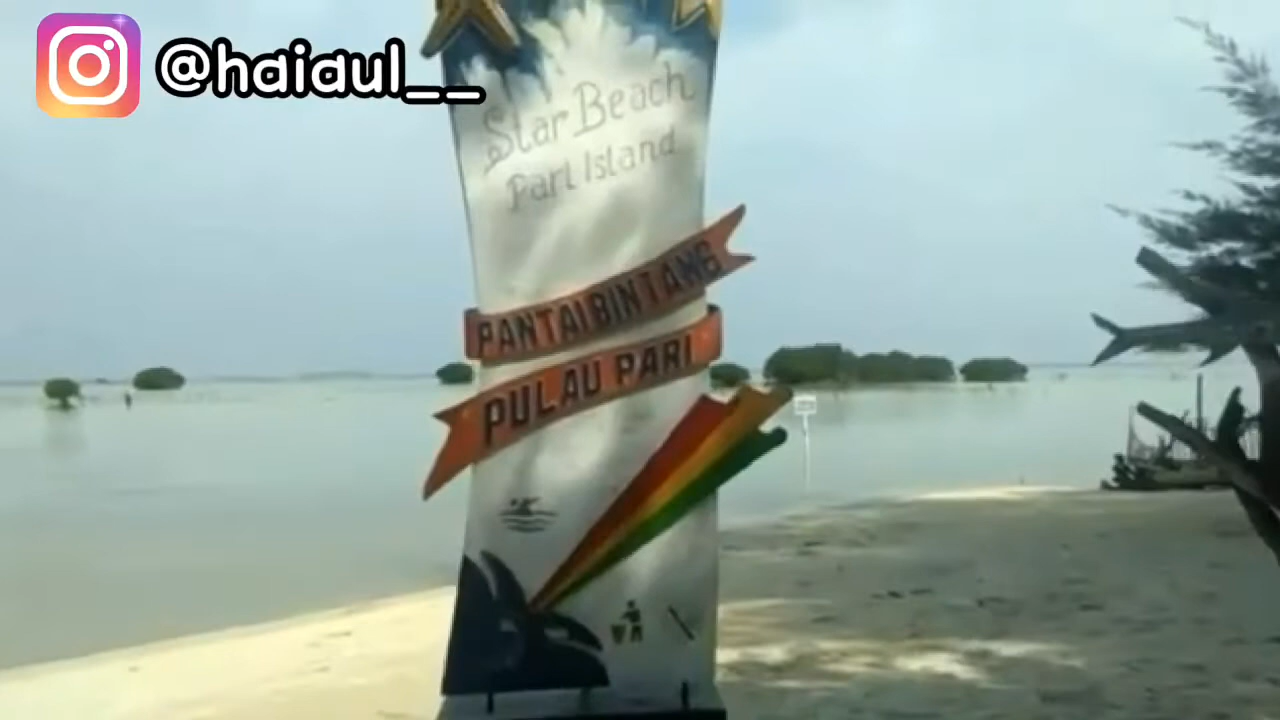 @haiaul__
Star Beach
Pari Island
PANTAI BINTANG
PULAU PARI